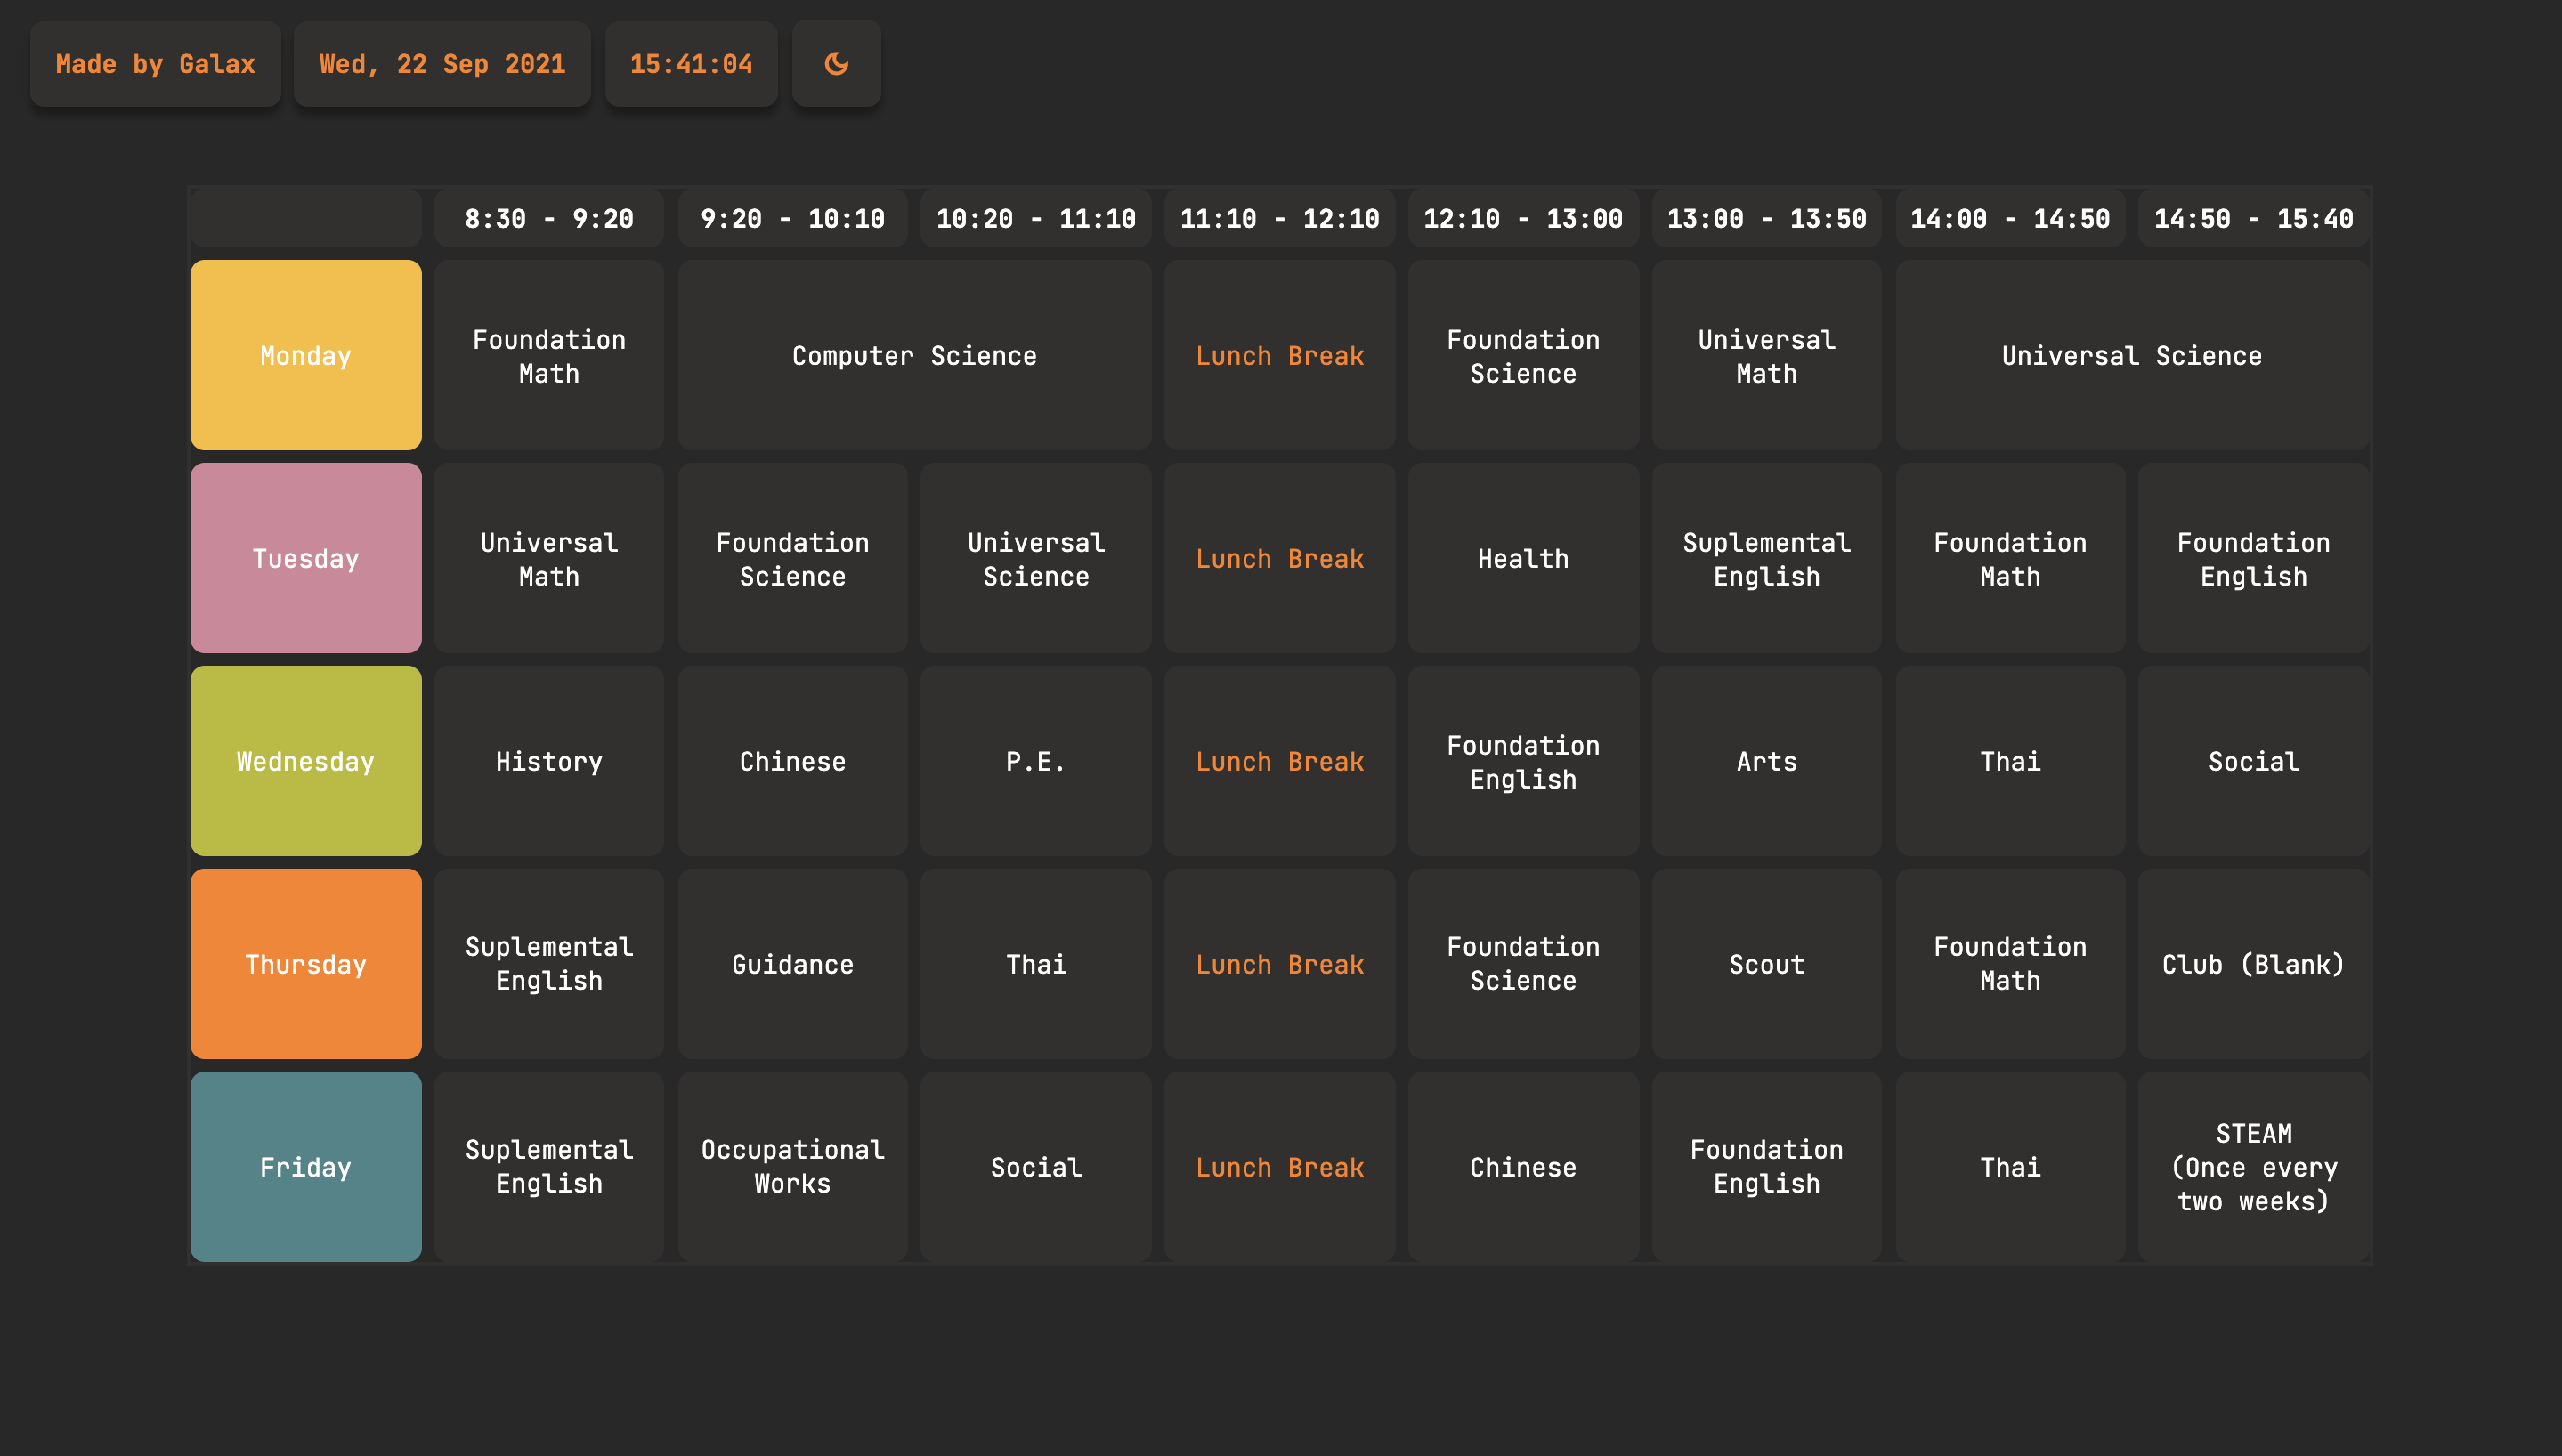 Made by Galax
Wed, 22 Sep 2021
15:41:04
8:30 - 9:20
9:20 - 10:10
10:20 - 11:10
11:10 - 12:10
12:10 - 13:00
13:00 - 13:50
14:00 - 14:50
14:50 - 15:40
Monday
Foundation
Math
Computer Science
Lunch Break
Foundation
Science
Universal
Math
Universal Science
Tuesday
Universal
Math
Foundation
Science
Universal
Science
Lunch Break
Health
Suplemental
English
Foundation
Math
Foundation
English
Wednesday
History
Chinese
P.E.
Lunch Break
Foundation
English
Arts
Thai
Social
Thursday
Suplemental
English
Guidance
Thai
Lunch Break
Foundation
Science
Scout
Foundation
Math
Club (Blank)
Friday
Suplemental
English
Occupational
Works
Social
Lunch Break
Chinese
Foundation
English
Thai
STEAM
(Once every
two weeks)